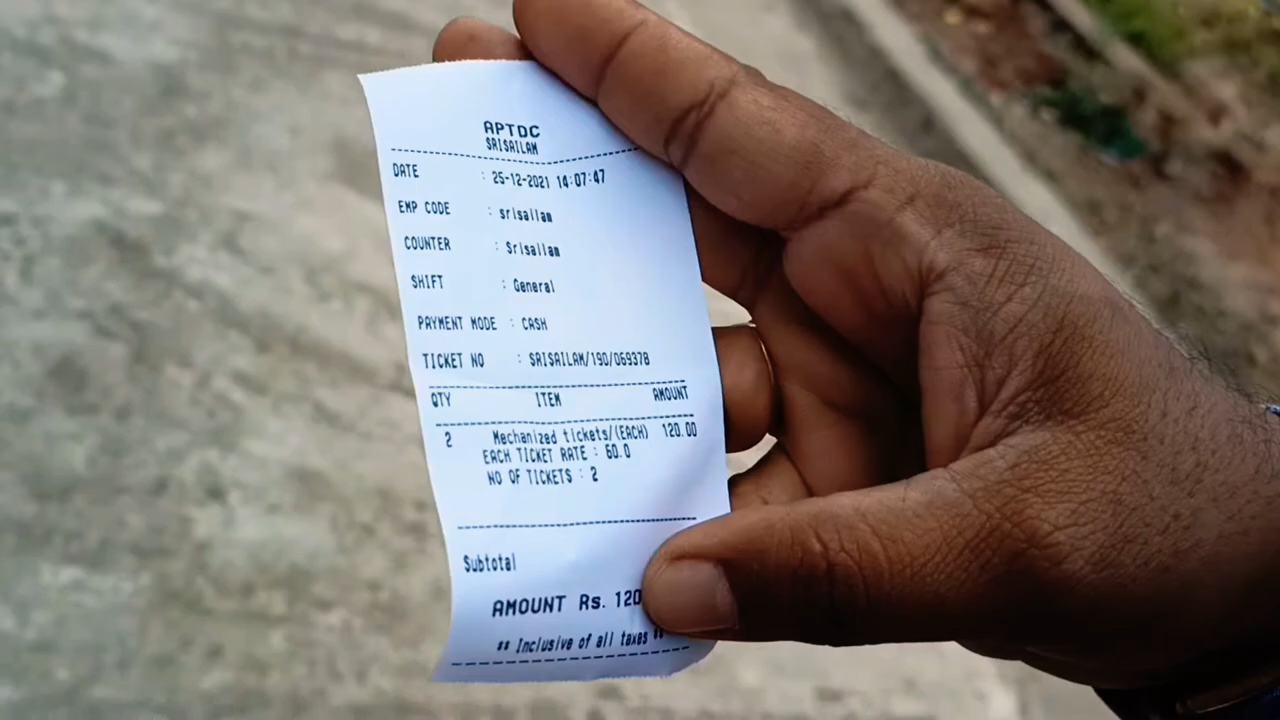 APTDC
SRISAILAM
DATE : 25-12-2021 14:07:47
EMP CODE : srisailam
COUNTER : Srisailam
SHIFT : General
PAYMENT MODE : CASH
TICKET NO : SRISAILAM/190/069378
QTY ITEM AMOUNT
2 Mechanized tickets/(EACH) 120.00
EACH TICKET RATE : 60.0
NO OF TICKETS : 2
Subtotal
AMOUNT Rs. 120
** Inclusive of all taxes **